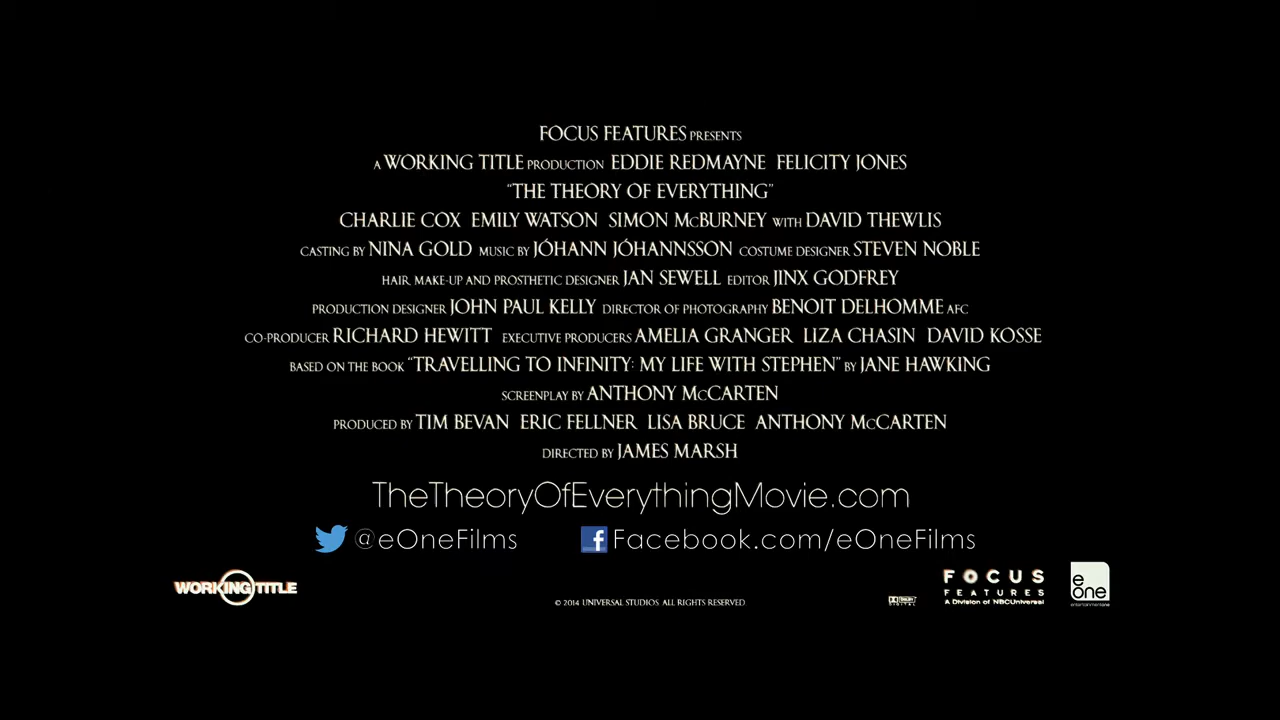 FOCUS FEATURES PRESENTS
A WORKING TITLE PRODUCTION EDDIE REDMAYNE FELICITY JONES
"THE THEORY OF EVERYTHING"
CHARLIE COX EMILY WATSON SIMON McBURNEY WITH DAVID THEWLIS
CASTING BY NINA GOLD MUSIC BY JÓHANN JÓHANNSSON COSTUME DESIGNER STEVEN NOBLE
HAIR, MAKE-UP AND PROSTHETIC DESIGNER JAN SEWELL EDITOR JINX GODFREY
PRODUCTION DESIGNER JOHN PAUL KELLY DIRECTOR OF PHOTOGRAPHY BENOIT DELHOMME AFC
CO-PRODUCER RICHARD HEWITT EXECUTIVE PRODUCERS AMELIA GRANGER LIZA CHASIN DAVID KOSSE
BASED ON THE BOOK "TRAVELLING TO INFINITY: MY LIFE WITH STEPHEN" BY JANE HAWKING
SCREENPLAY BY ANTHONY McCARTEN
PRODUCED BY TIM BEVAN ERIC FELLNER LISA BRUCE ANTHONY McCARTEN
DIRECTED BY JAMES MARSH
TheTheoryOfEverythingMovie.com
@eOneFilms Facebook.com/eOneFilms
WORKING TITLE
© 2014 UNIVERSAL STUDIOS. ALL RIGHTS RESERVED
DOLBY DIGITAL
FOCUS
FEATURES
A Division of NBCUniversal
e
one
entertainmentone